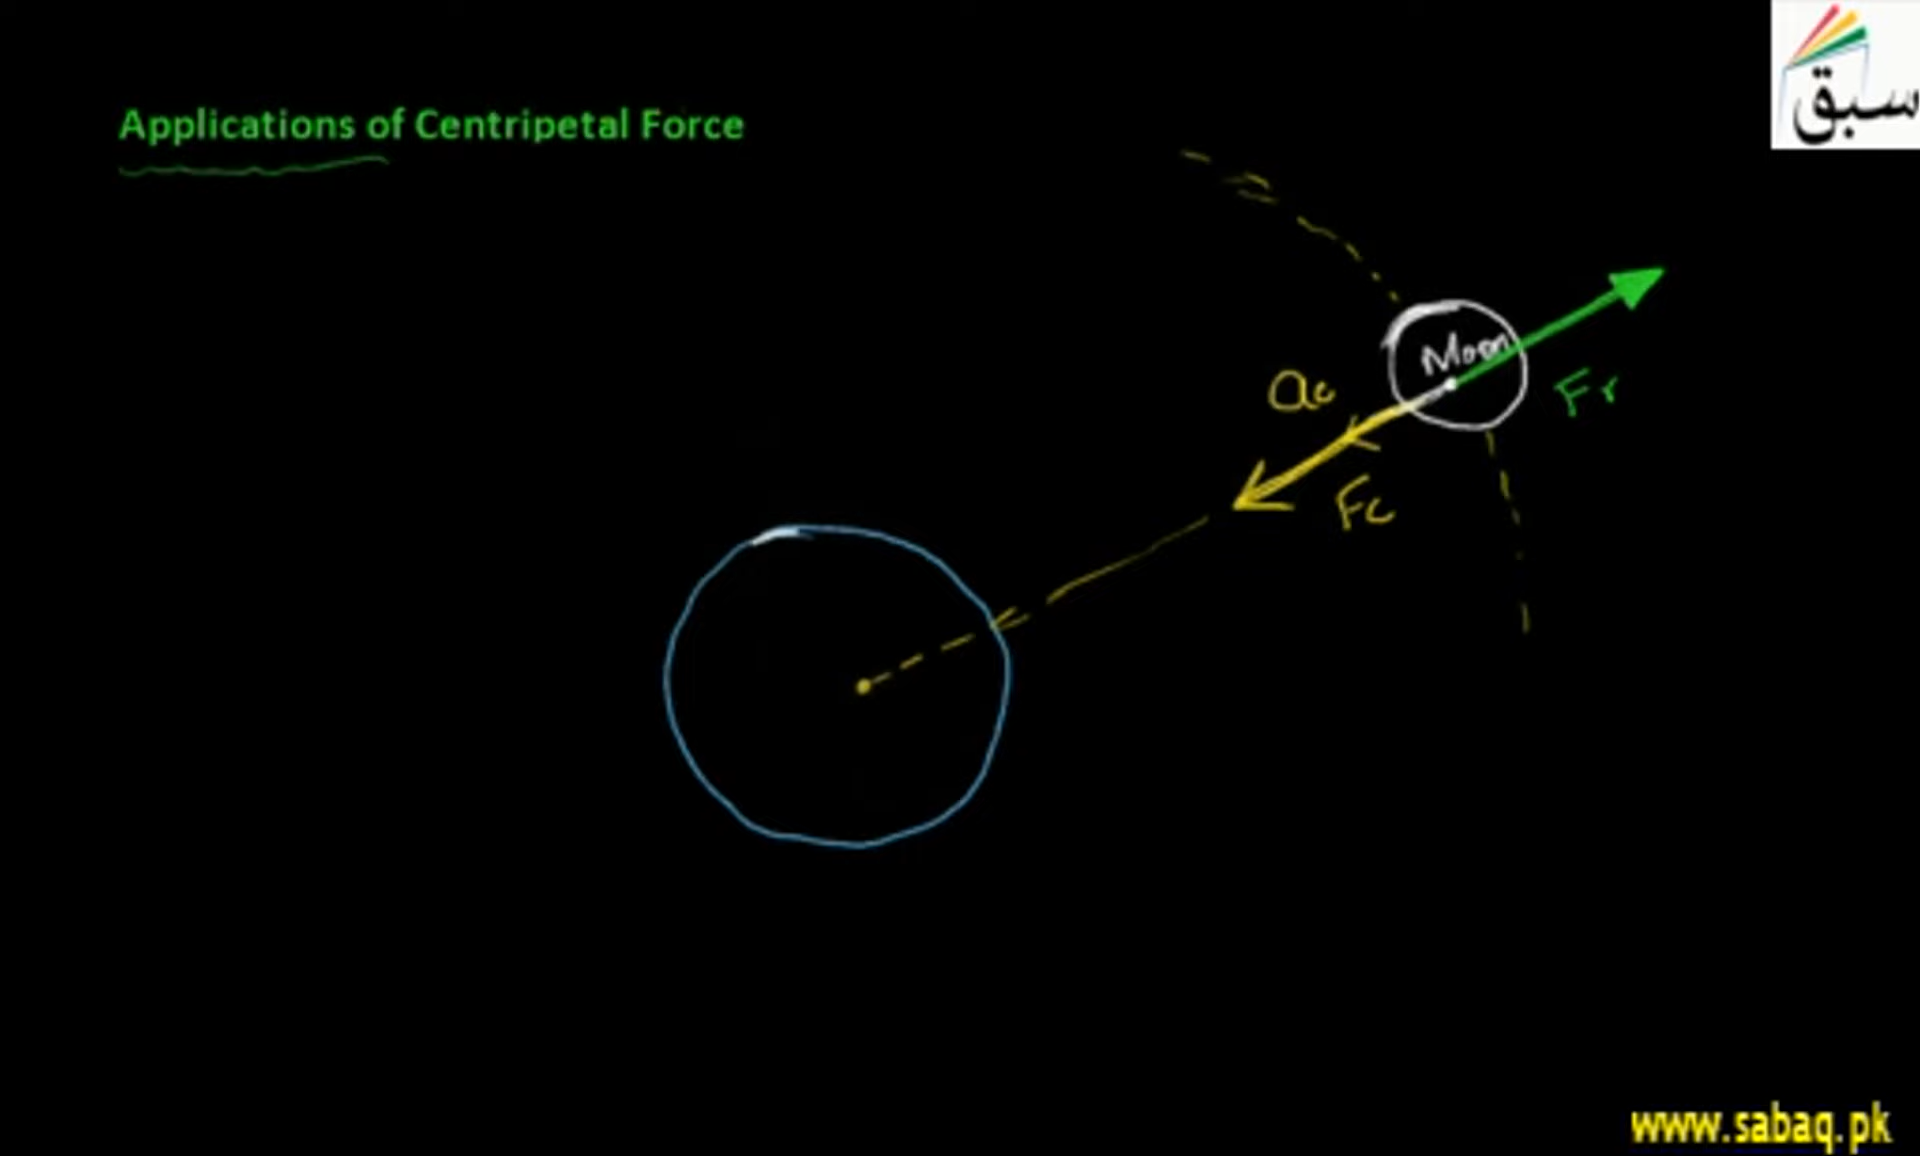 سبق
Applications of Centripetal Force
Moon
ac
Fr
Fc
www.sabaq.pk